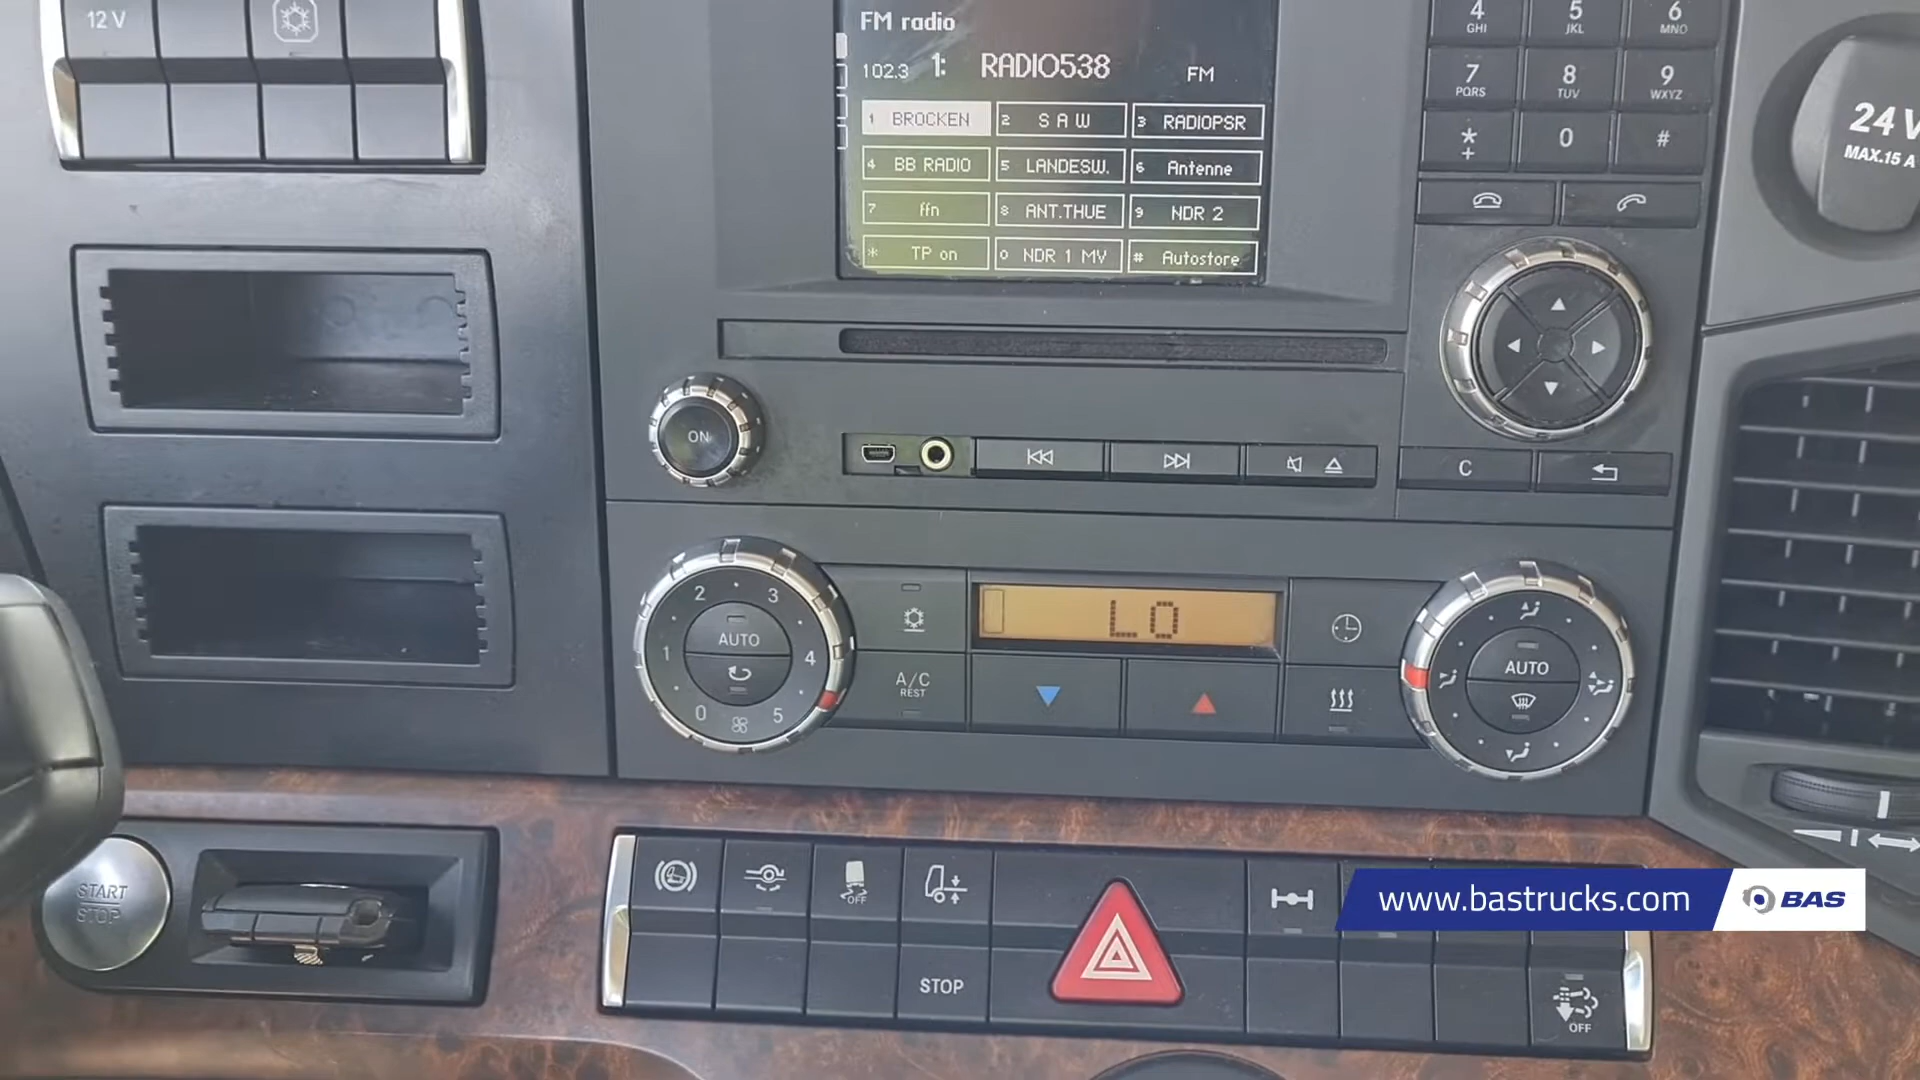 12 V
FM radio
102.3 1: RADIO538 FM
1 BROCKEN 2 S A W 3 RADIOPSR
4 BB RADIO 5 LANDESW. 6 Antenne
7 ffn 8 ANT.THUE 9 NDR 2
* TP on 0 NDR 1 MV # Autostore
4 GHI 5 JKL 6 MNO
7 PQRS 8 TUV 9 WXYZ
* + 0 #
24 V
MAX.15 A
ON
C
0 1 2 3 4 5
AUTO
A/C
REST
LO
AUTO
START
STOP
OFF
STOP
OFF
www.bastrucks.com
BAS